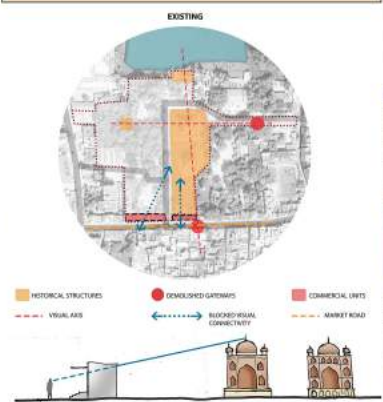 EXISTING
HISTORICAL STRUCTURES
DEMOLISHED GATEWAYS
COMMERCIAL UNITS
VISUAL AXIS
BLOCKED VISUAL
CONNECTIVITY
MARKET ROAD